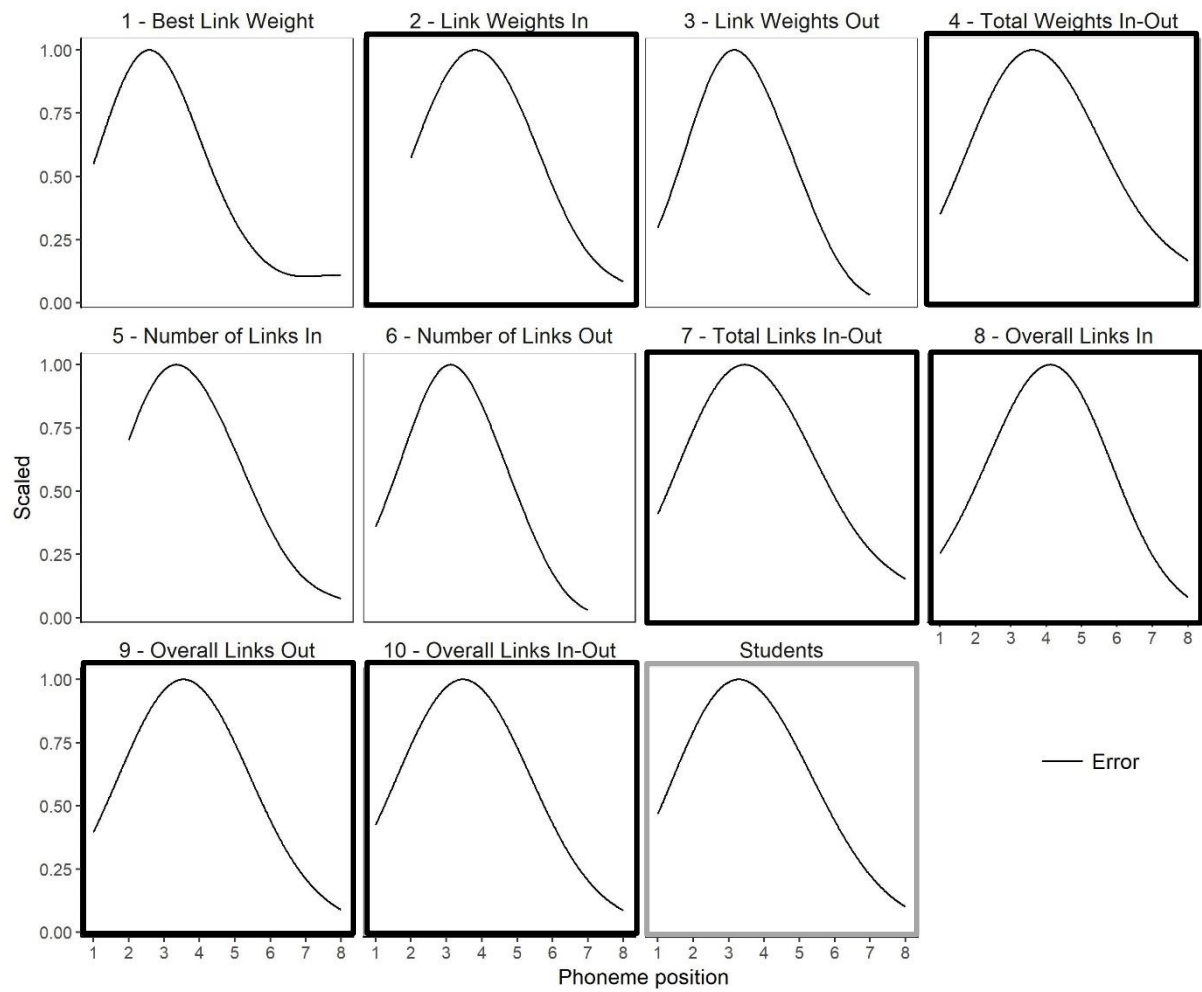 1 - Best Link Weight
2 - Link Weights In
3 - Link Weights Out
4 - Total Weights In-Out
1.00
0.75
0.50
0.25
0.00
5 - Number of Links In
6 - Number of Links Out
7 - Total Links In-Out
8 - Overall Links In
1.00
0.75
0.50
0.25
0.00
Scaled
1 2 3 4 5 6 7 8
9 - Overall Links Out
10 - Overall Links In-Out
Students
1.00
0.75
0.50
0.25
0.00
Error
1 2 3 4 5 6 7 8
1 2 3 4 5 6 7 8
1 2 3 4 5 6 7 8
Phoneme position